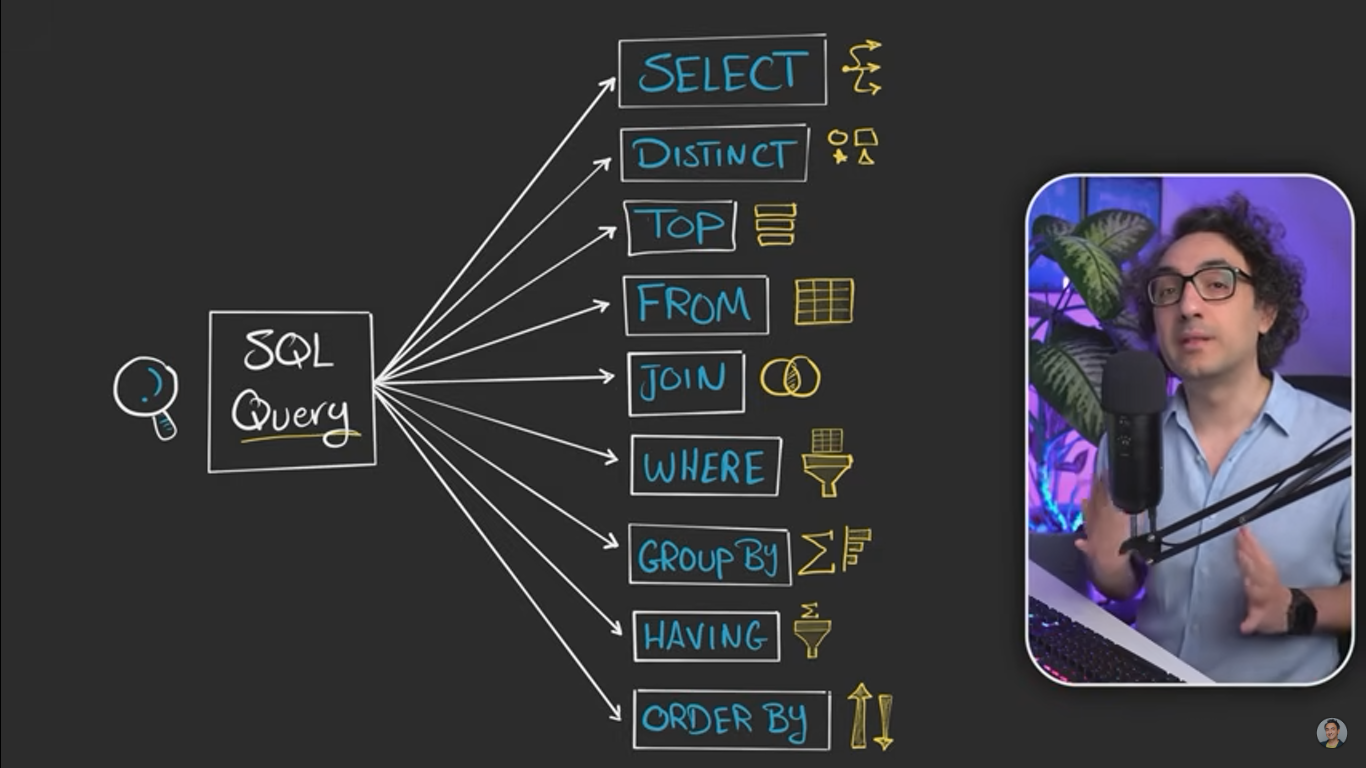 SQL
Query
SELECT
DISTINCT
TOP
FROM
JOIN
WHERE
GROUP BY
HAVING
ORDER BY